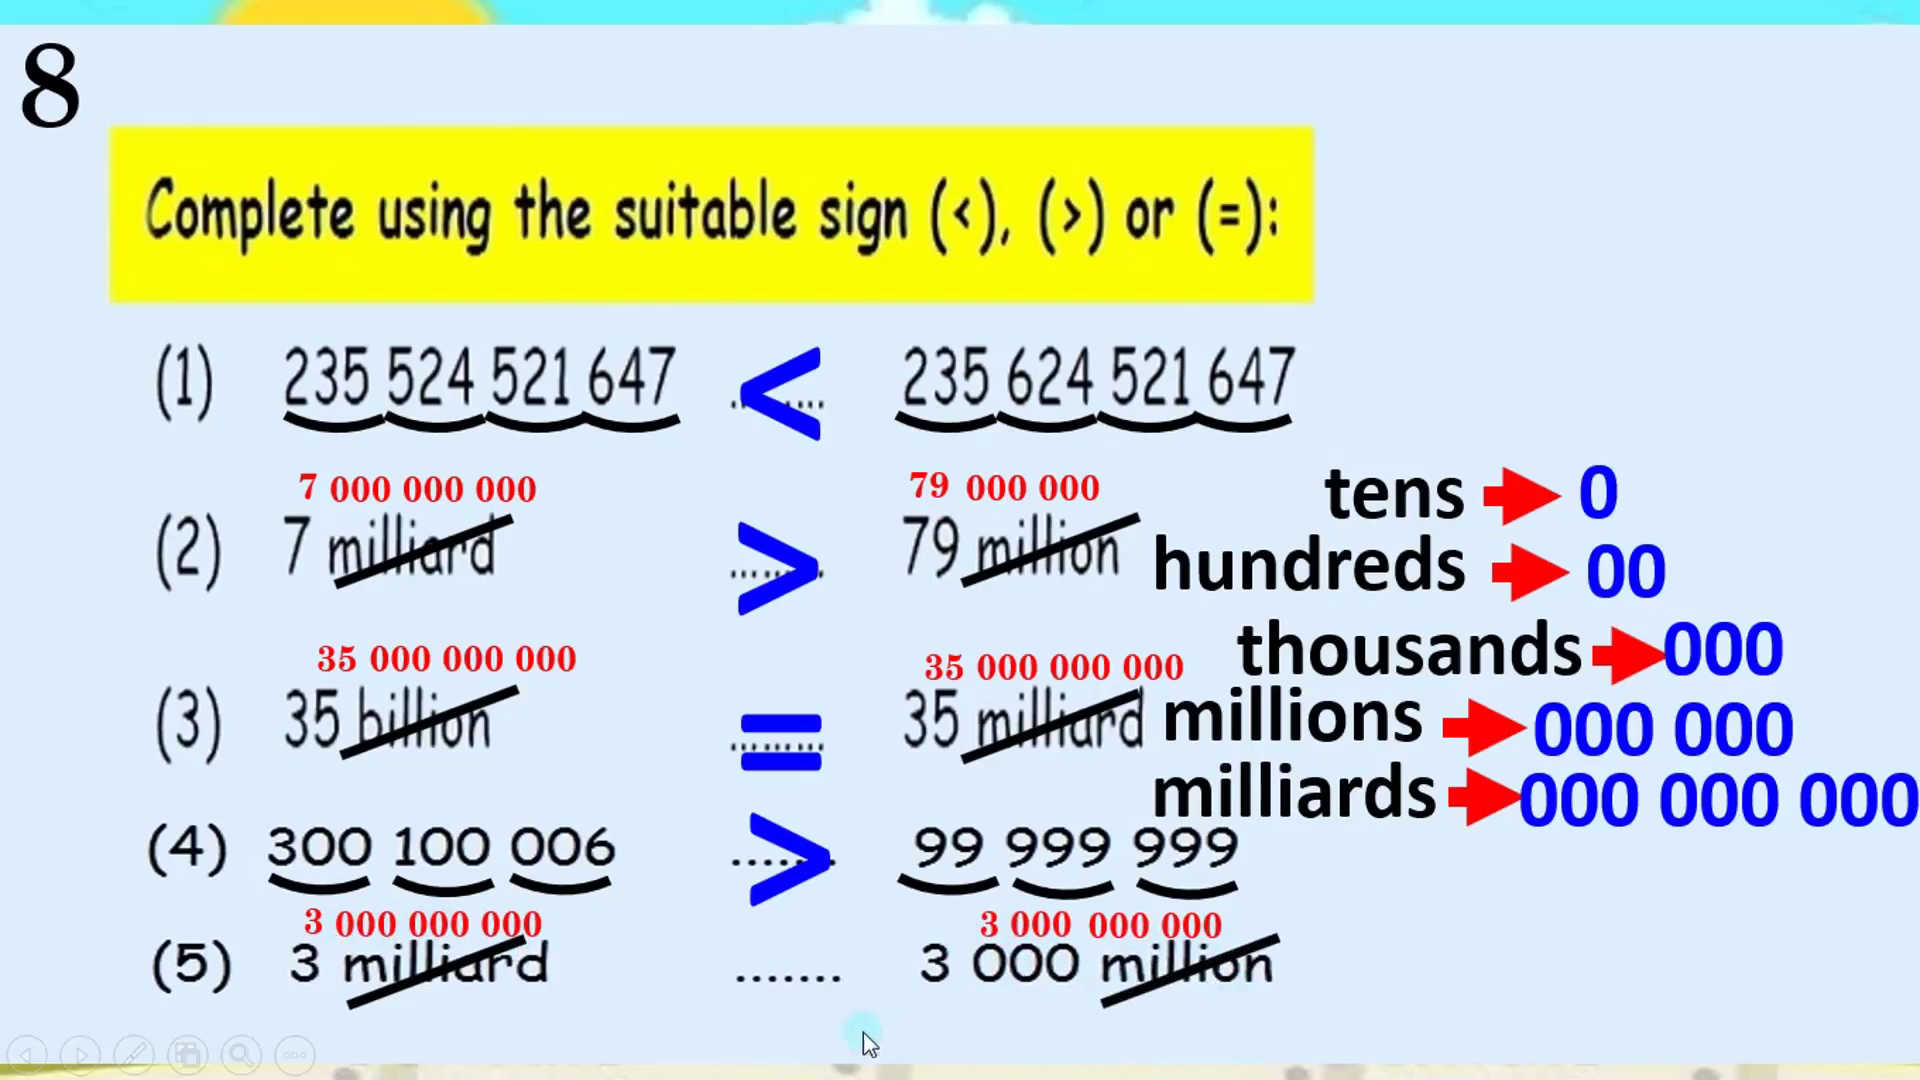 8
Complete using the suitable sign (<), (>) or (=):
(1) 235 524 521 647 ........ < 235 624 521 647
7 000 000 000 79 000 000
(2) 7 milliard ........ > 79 million
35 000 000 000 35 000 000 000
(3) 35 billion ........ = 35 milliard
(4) 300 100 006 ....... > 99 999 999
3 000 000 000 3 000 000 000
(5) 3 milliard ....... 3 000 million
tens 0
hundreds 00
thousands 000
millions 000 000
milliards 000 000 000